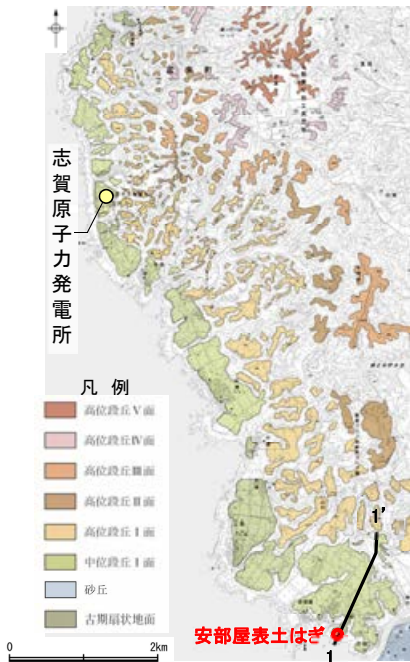 志賀原子力発電所
凡 例
高位段丘Ⅴ面
高位段丘Ⅳ面
高位段丘Ⅲ面
高位段丘Ⅱ面
高位段丘Ⅰ面
中位段丘Ⅰ面
砂丘
古期扇状地面
1'
安部屋表土はぎ
1
0
2km